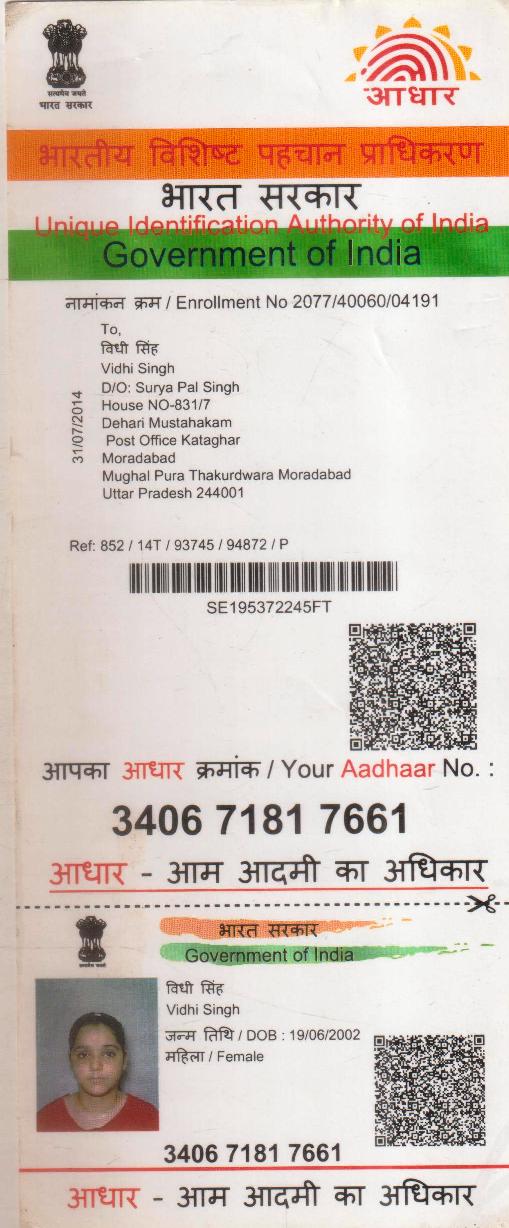 सत्यमेव जयते
भारत सरकार
आधार
भारतीय विशिष्ट पहचान प्राधिकरण
भारत सरकार
Unique Identification Authority of India
Government of India
नामांकन क्रम / Enrollment No 2077/40060/04191
31/07/2014
To,
विधी सिंह
Vidhi Singh
D/O: Surya Pal Singh
House NO-831/7
Dehari Mustahakam
Post Office Kataghar
Moradabad
Mughal Pura Thakurdwara Moradabad
Uttar Pradesh 244001
Ref: 852 / 14T / 93745 / 94872 / P
SE195372245FT
आपका आधार क्रमांक / Your Aadhaar No. :
3406 7181 7661
आधार - आम आदमी का अधिकार
भारत सरकार
Government of India
विधी सिंह
Vidhi Singh
जन्म तिथि / DOB : 19/06/2002
महिला / Female
3406 7181 7661
आधार - आम आदमी का अधिकार